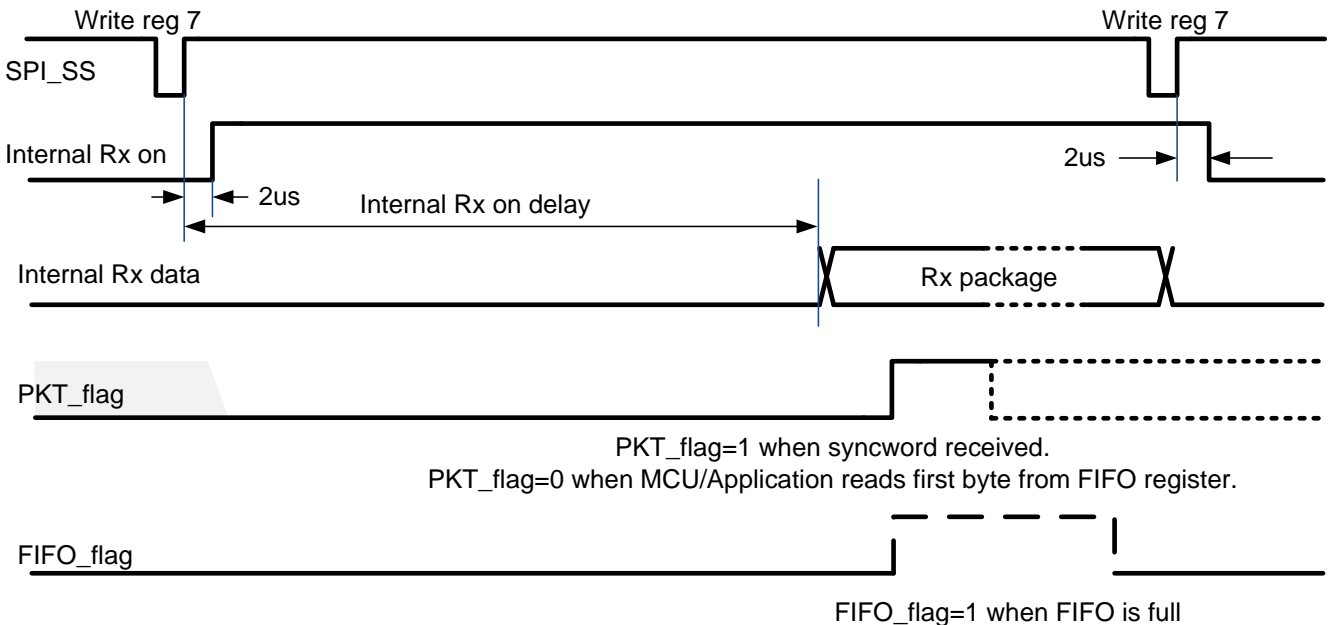 Write reg 7
Write reg 7
SPI_SS
Internal Rx on
2us
2us
Internal Rx on delay
Internal Rx data
Rx package
PKT_flag
PKT_flag=1 when syncword received.
PKT_flag=0 when MCU/Application reads first byte from FIFO register.
FIFO_flag
FIFO_flag=1 when FIFO is full